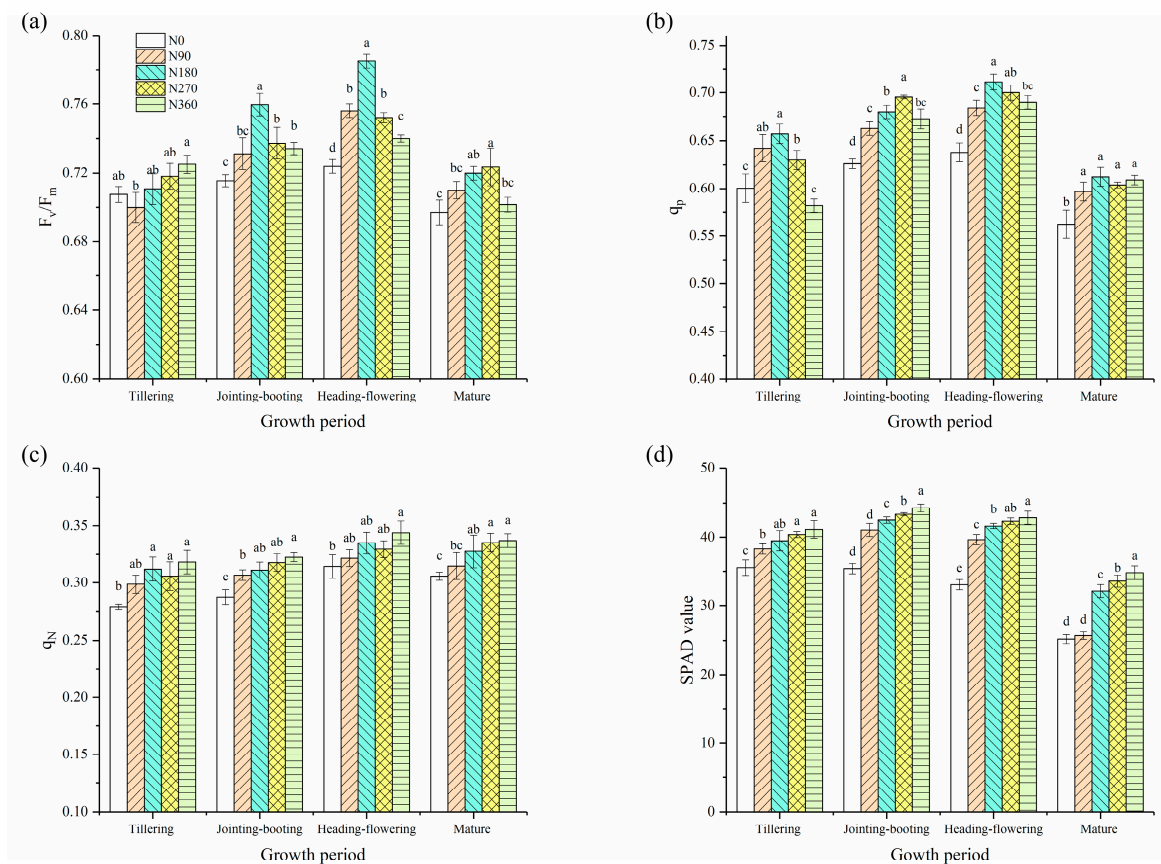 (a)
0.80
0.76
0.72
0.68
0.64
0.60
Fv/Fm
N0
N90
N180
N270
N360
ab b ab ab a
c bc a b b
d b a b c
c bc ab a bc
Tillering Jointing-booting Heading-flowering Mature
Growth period
(b)
0.75
0.70
0.65
0.60
0.55
0.50
0.45
0.40
qp
c ab a b c
d c b a bc
d c a ab bc
b a a a a
Tillering Jointing-booting Heading-flowering Mature
Growth period
(c)
0.40
0.35
0.30
0.25
0.20
0.15
0.10
qN
b ab a a a
c b ab ab a
b ab ab ab a
c bc ab a a
Tillering Jointing-booting Heading-flowering Mature
Growth period
(d)
50
40
30
20
10
0
SPAD value
c b ab a a
e d c b a
d c b ab a
d d c b a
Tillering Jointing-booting Heading-flowering Mature
Gowth period